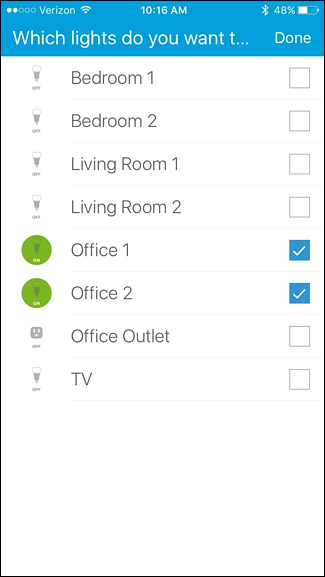 Verizon 10:16 AM 48%
Which lights do you want t... Done
OFF Bedroom 1
OFF Bedroom 2
OFF Living Room 1
OFF Living Room 2
ON Office 1
ON Office 2
OFF Office Outlet
OFF TV